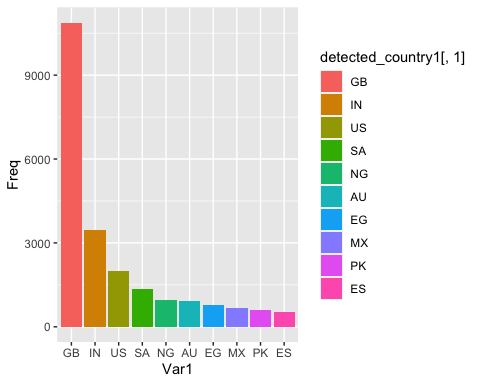 Freq
9000
6000
3000
0
GB IN US SA NG AU EG MX PK ES
Var1
detected_country1[, 1]
GB
IN
US
SA
NG
AU
EG
MX
PK
ES